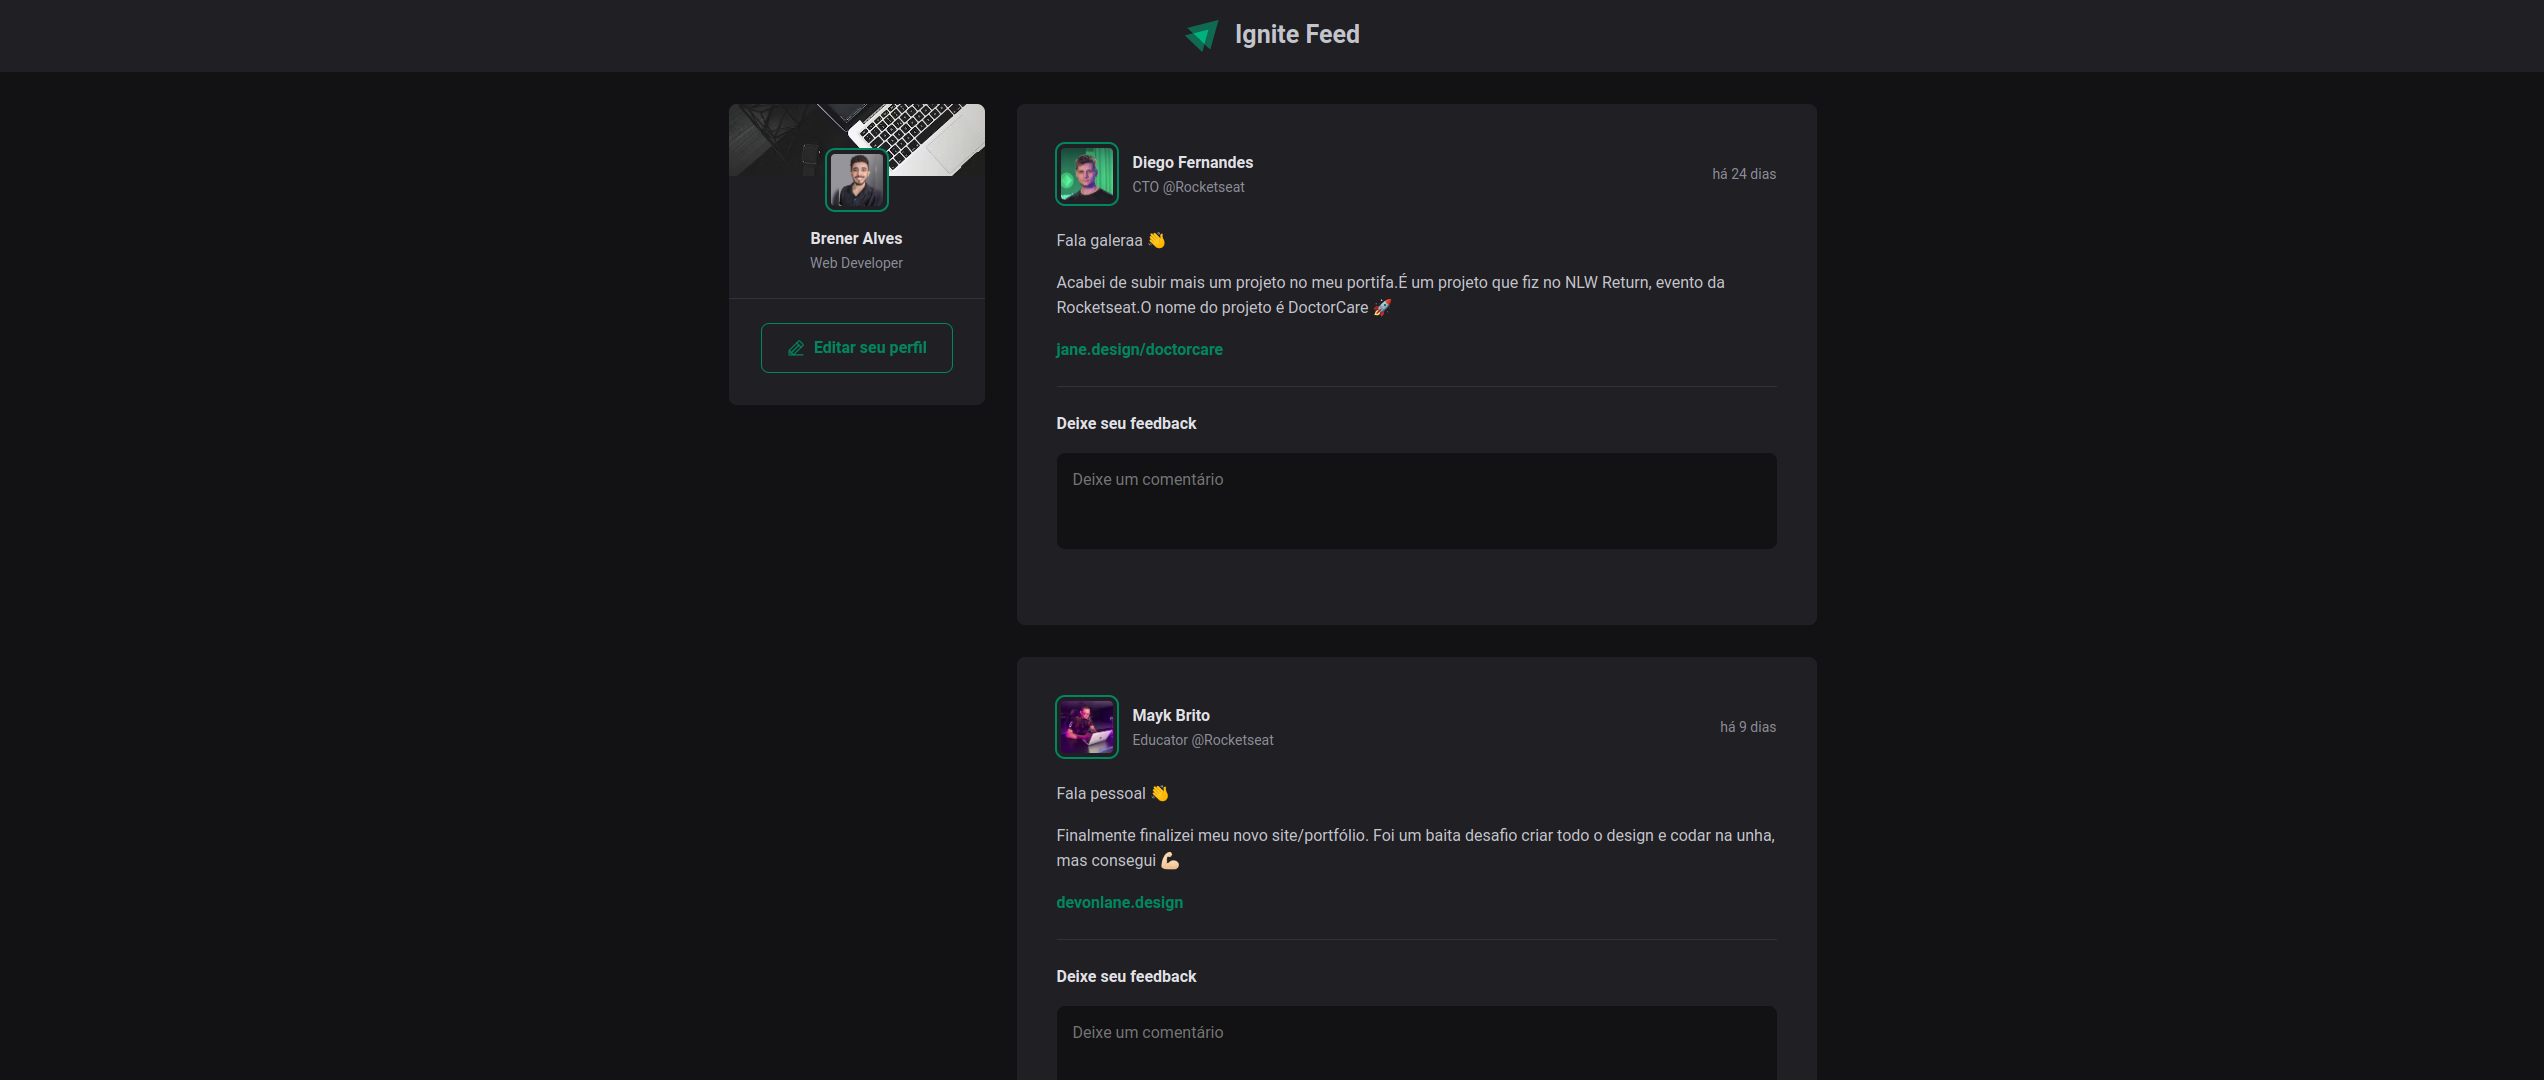 Ignite Feed
Brener Alves
Web Developer
Editar seu perfil
Diego Fernandes
CTO @Rocketseat
há 24 dias
Fala galeraa 👋
Acabei de subir mais um projeto no meu portifa.É um projeto que fiz no NLW Return, evento da
Rocketseat.O nome do projeto é DoctorCare 🚀
jane.design/doctorcare
Deixe seu feedback
Deixe um comentário
Mayk Brito
Educator @Rocketseat
há 9 dias
Fala pessoal 👋
Finalmente finalizei meu novo site/portfólio. Foi um baita desafio criar todo o design e codar na unha,
mas consegui 💪🏻
devonlane.design
Deixe seu feedback
Deixe um comentário